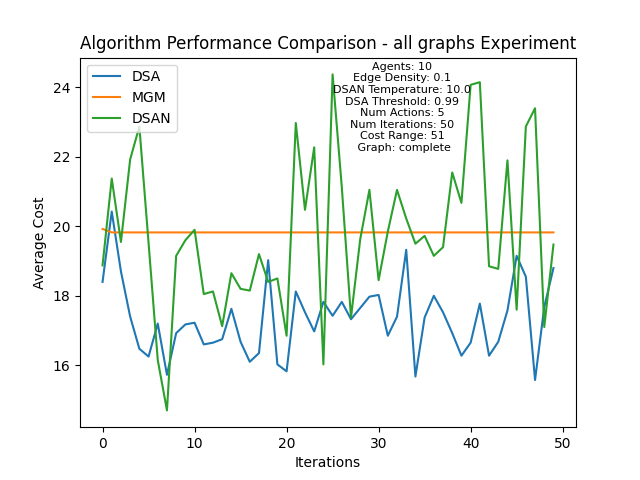 Algorithm Performance Comparison - all graphs Experiment
DSA
MGM
DSAN
Agents: 10
Edge Density: 0.1
DSAN Temperature: 10.0
DSA Threshold: 0.99
Num Actions: 5
Num Iterations: 50
Cost Range: 51
Graph: complete
Average Cost
24
22
20
18
16
0
10
20
30
40
50
Iterations